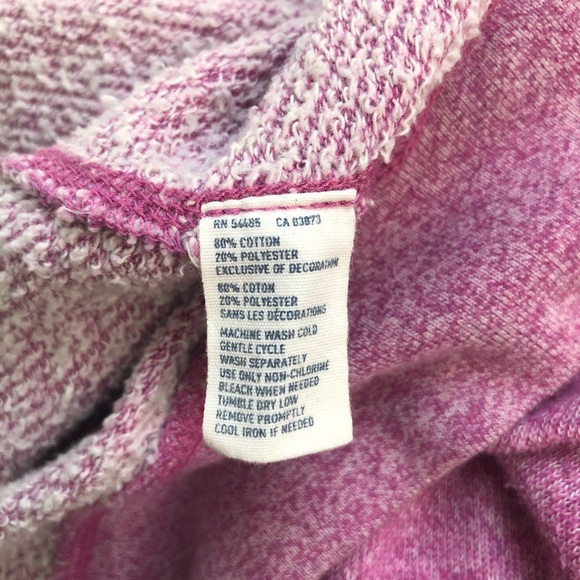 RN 54485 CA 03973
80% COTTON
20% POLYESTER
EXCLUSIVE OF DECORATION
80% COTON
20% POLYESTER
SANS LES DÉCORATIONS
MACHINE WASH COLD
GENTLE CYCLE
WASH SEPARATELY
USE ONLY NON-CHLORINE
BLEACH WHEN NEEDED
TUMBLE DRY LOW
REMOVE PROMPTLY
COOL IRON IF NEEDED